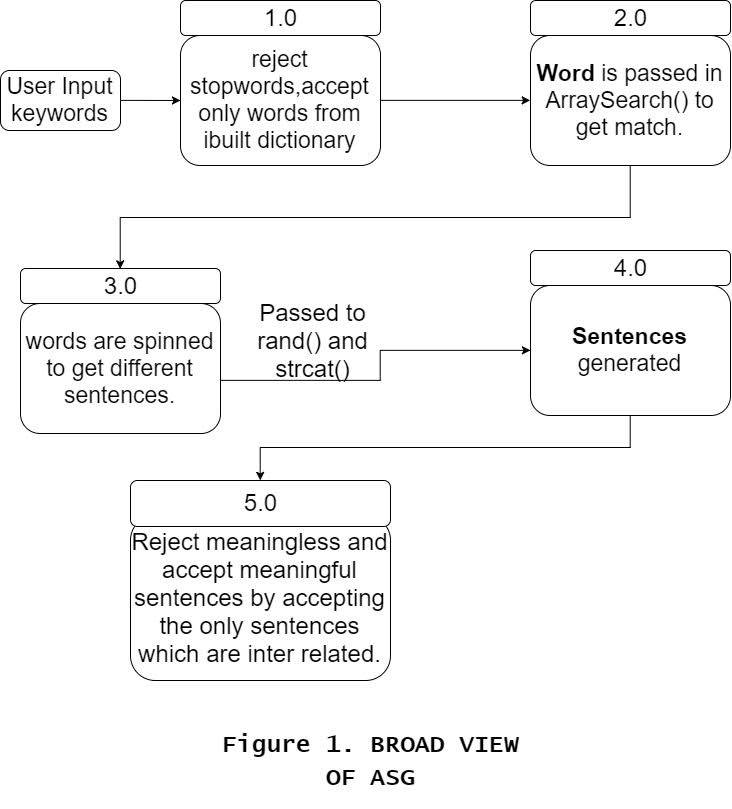 1.0
2.0
User Input
keywords
reject
stopwords,accept
only words from
ibuilt dictionary
Word is passed in
ArraySearch() to
get match.
3.0
words are spinned
to get different
sentences.
Passed to
rand() and
strcat()
4.0
Sentences
generated
5.0
Reject meaningless and
accept meaningful
sentences by accepting
the only sentences
which are inter related.
Figure 1. BROAD VIEW
OF ASG